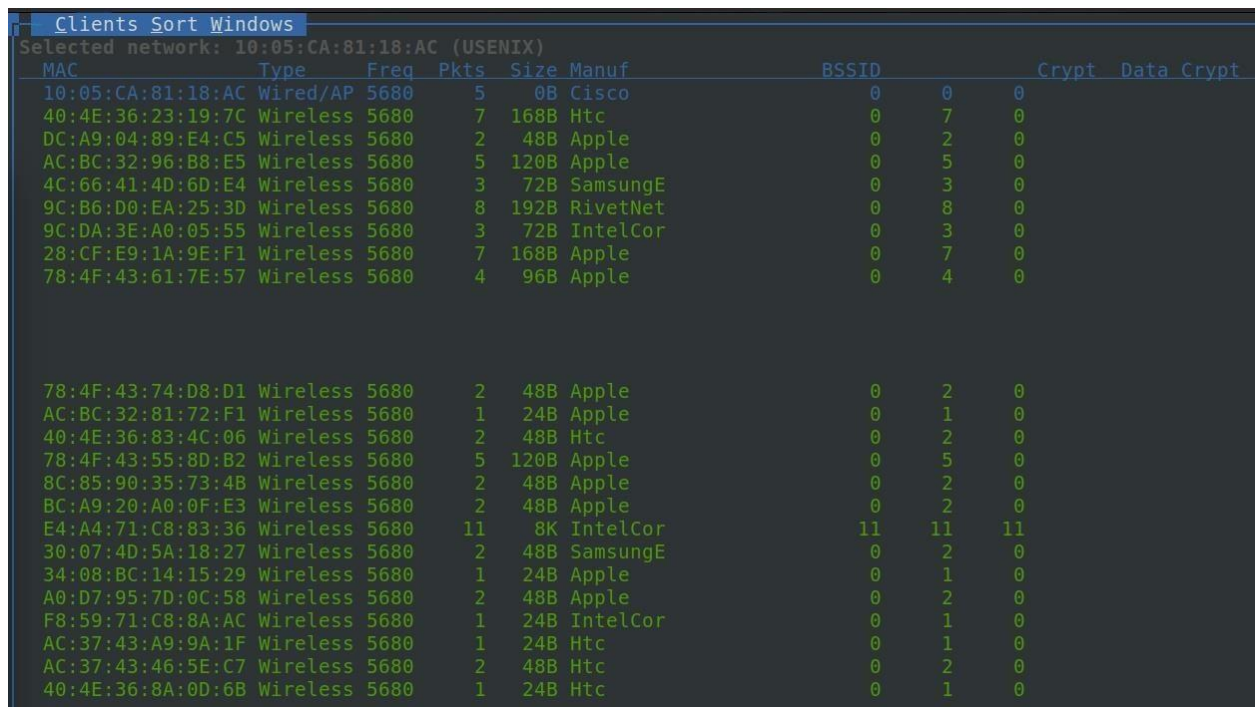 Clients Sort Windows
Selected network: 10:05:CA:81:18:AC (USENIX)
MAC Type Freq Pkts Size Manuf BSSID Crypt Data Crypt
10:05:CA:81:18:AC Wired/AP 5680 5 0B Cisco 0 0 0
40:4E:36:23:19:7C Wireless 5680 7 168B Htc 0 7 0
DC:A9:04:89:E4:C5 Wireless 5680 2 48B Apple 0 2 0
AC:BC:32:96:B8:E5 Wireless 5680 5 120B Apple 0 5 0
4C:66:41:4D:6D:E4 Wireless 5680 3 72B SamsungE 0 3 0
9C:B6:D0:EA:25:3D Wireless 5680 8 192B RivetNet 0 8 0
9C:DA:3E:A0:05:55 Wireless 5680 3 72B IntelCor 0 3 0
28:CF:E9:1A:9E:F1 Wireless 5680 7 168B Apple 0 7 0
78:4F:43:61:7E:57 Wireless 5680 4 96B Apple 0 4 0
78:4F:43:74:D8:D1 Wireless 5680 2 48B Apple 0 2 0
AC:BC:32:81:72:F1 Wireless 5680 1 24B Apple 0 1 0
40:4E:36:83:4C:06 Wireless 5680 2 48B Htc 0 2 0
78:4F:43:55:8D:B2 Wireless 5680 5 120B Apple 0 5 0
8C:85:90:35:73:4B Wireless 5680 2 48B Apple 0 2 0
BC:A9:20:A0:0F:E3 Wireless 5680 2 48B Apple 0 2 0
E4:A4:71:C8:83:36 Wireless 5680 11 8K IntelCor 11 11 11
30:07:4D:5A:18:27 Wireless 5680 2 48B SamsungE 0 2 0
34:08:BC:14:15:29 Wireless 5680 1 24B Apple 0 1 0
A0:D7:95:7D:0C:58 Wireless 5680 2 48B Apple 0 2 0
F8:59:71:C8:8A:AC Wireless 5680 1 24B IntelCor 0 1 0
AC:37:43:A9:9A:1F Wireless 5680 1 24B Htc 0 1 0
AC:37:43:46:5E:C7 Wireless 5680 2 48B Htc 0 2 0
40:4E:36:8A:0D:6B Wireless 5680 1 24B Htc 0 1 0